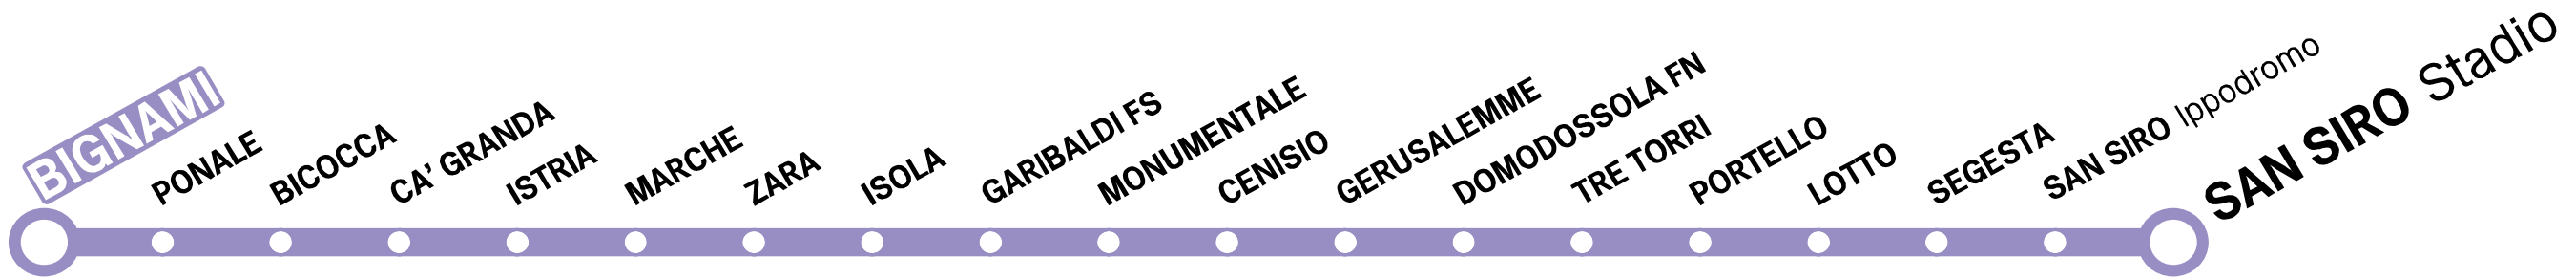 BIGNAMI
PONALE
BICOCCA
CA’ GRANDA
ISTRIA
MARCHE
ZARA
ISOLA
GARIBALDI FS
MONUMENTALE
CENISIO
GERUSALEMME
DOMODOSSOLA FN
TRE TORRI
PORTELLO
LOTTO
SEGESTA
SAN SIRO Ippodromo
SAN SIRO Stadio